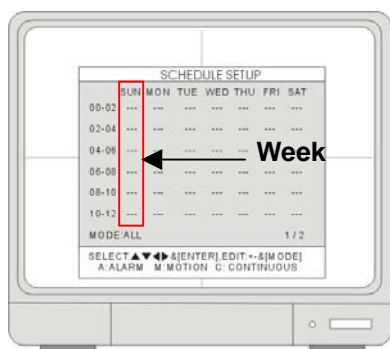 SCHEDULE SETUP
SUN MON TUE WED THU FRI SAT
00-02 --- --- --- --- --- --- ---
02-04 --- --- --- --- --- --- ---
04-06 --- --- --- --- --- --- ---
Week
06-08 --- --- --- --- --- --- ---
08-10 --- --- --- --- --- --- ---
10-12 --- --- --- --- --- --- ---
MODE:ALL 1 / 2
SELECT:▲▼◀▶&[ENTER],EDIT:+-&[MODE]
A:ALARM M:MOTION C:CONTINUOUS